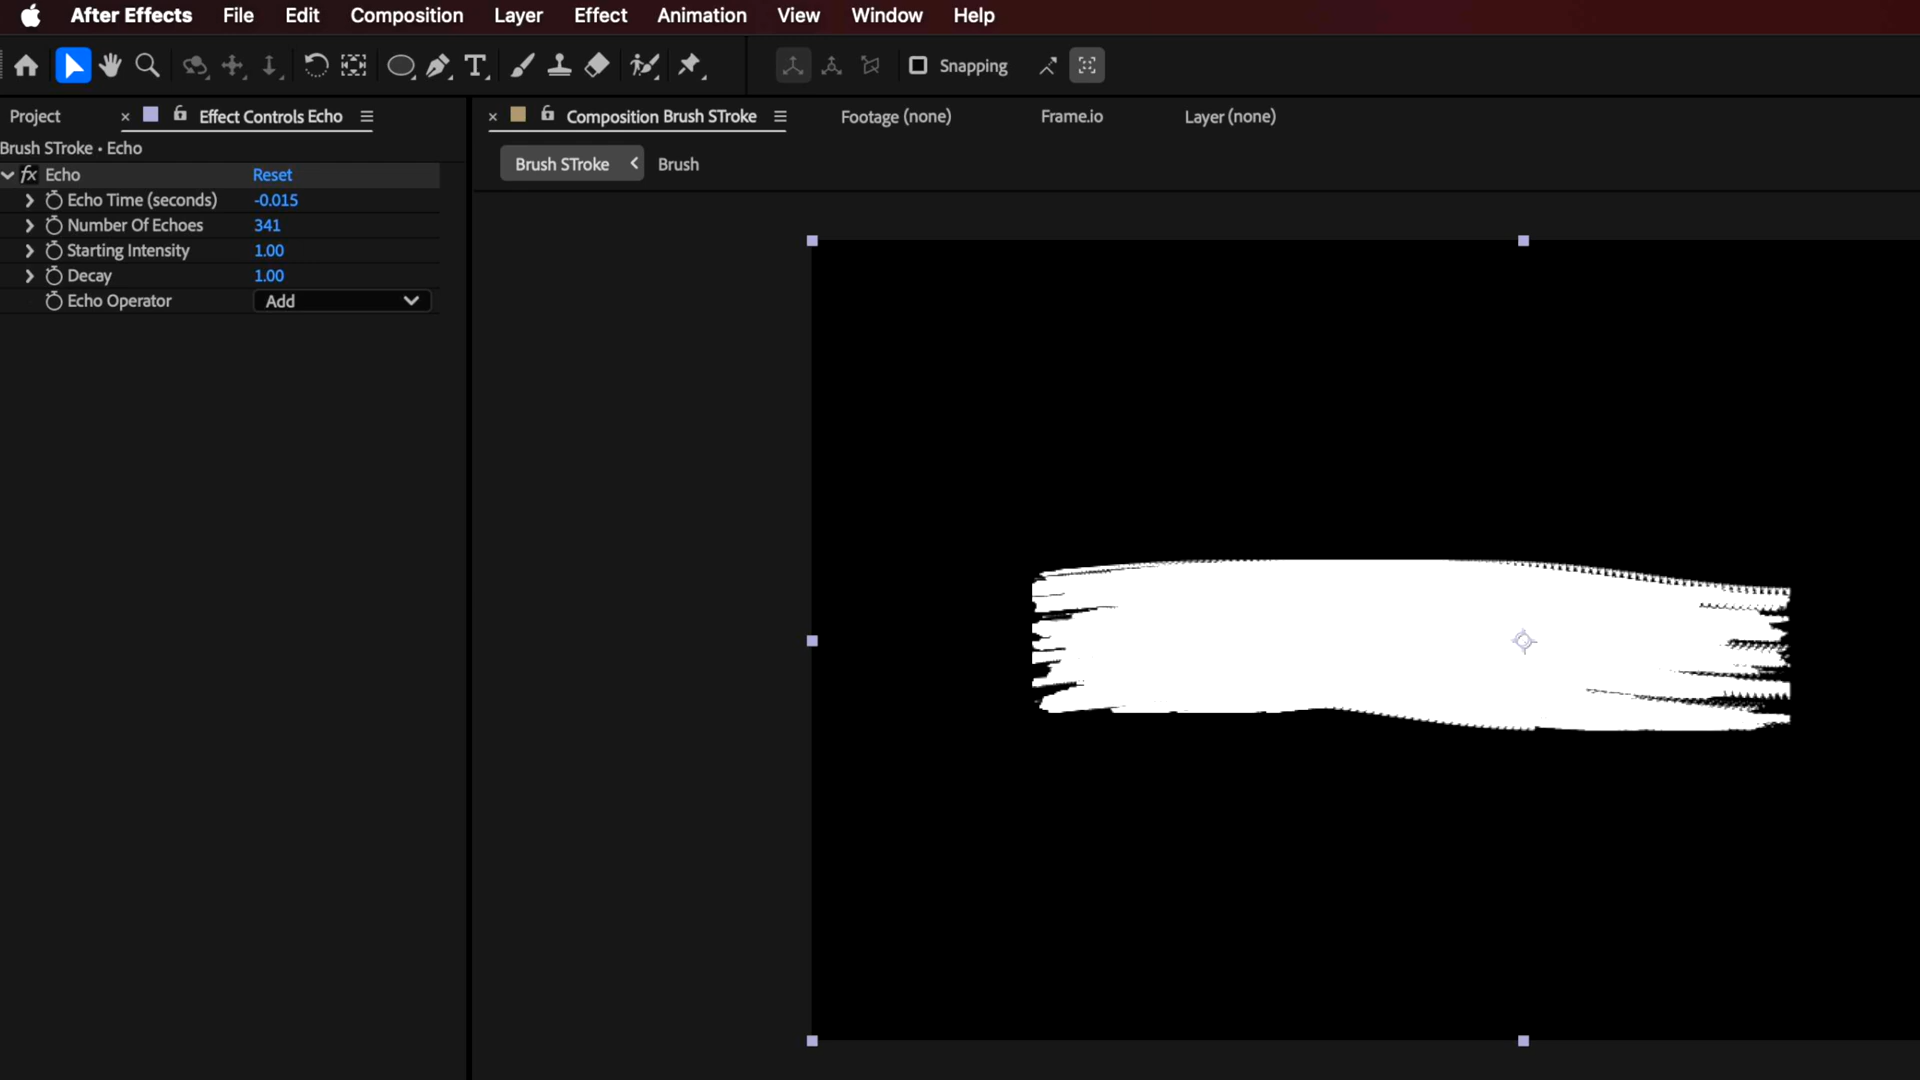 After Effects File Edit Composition Layer Effect Animation View Window Help
Snapping
Project
Effect Controls Echo
Composition Brush STroke
Footage (none)
Frame.io
Layer (none)
Brush STroke • Echo
Brush STroke
Brush
Echo Reset
Echo Time (seconds) -0.015
Number Of Echoes 341
Starting Intensity 1.00
Decay 1.00
Echo Operator Add